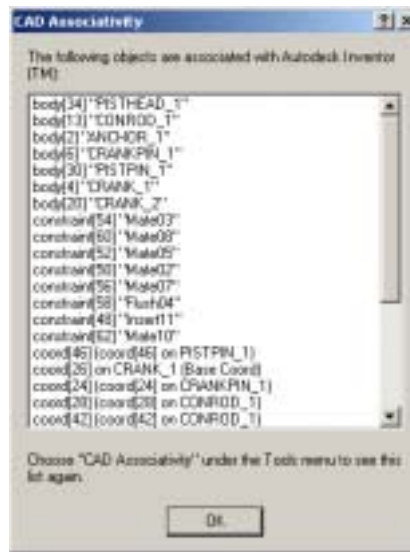 CAD Associativity
The following objects are associated with Autodesk Inventor
(TM):
body[34] "PISTHEAD_1"
body[13] "CONROD_1"
body[2] "ANCHOR_1"
body[6] "CRANKPIN_1"
body[30] "PISTPIN_1"
body[4] "CRANK_1"
body[20] "CRANK_2"
constraint[54] "Mate03"
constraint[60] "Mate08"
constraint[52] "Mate05"
constraint[50] "Mate02"
constraint[56] "Mate07"
constraint[58] "Flush04"
constraint[48] "Insert11"
constraint[62] "Mate10"
coord[46] (coord[46] on PISTPIN_1)
coord[26] on CRANK_1 (Base Coord)
coord[24] (coord[24] on CRANKPIN_1)
coord[28] (coord[28] on CONROD_1)
coord[42] (coord[42] on CONROD_1)
Choose "CAD Associativity" under the Tools menu to see this
list again.
OK